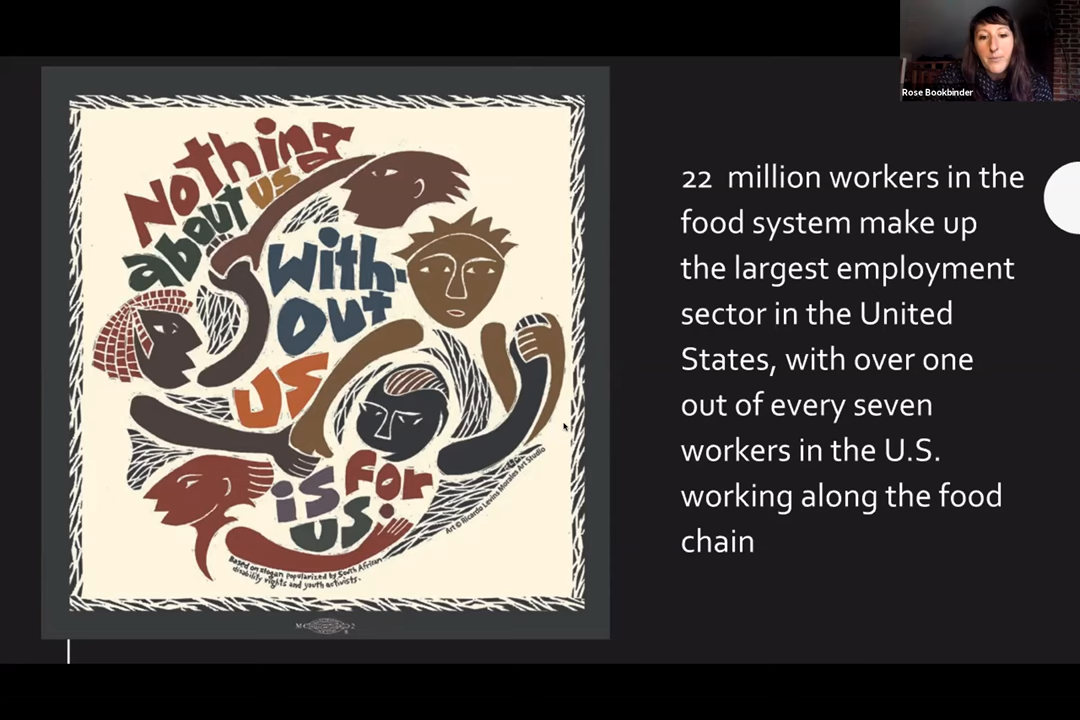 Rose Bookbinder
Nothing
about us
with-
out
us
is for
us.
Art © Ricardo Levins Morales Art Studio
Based on slogan popularized by South African
disability rights and youth activists.
22  million workers in the
food system make up
the largest employment
sector in the United
States, with over one
out of every seven
workers in the U.S.
working along the food
chain